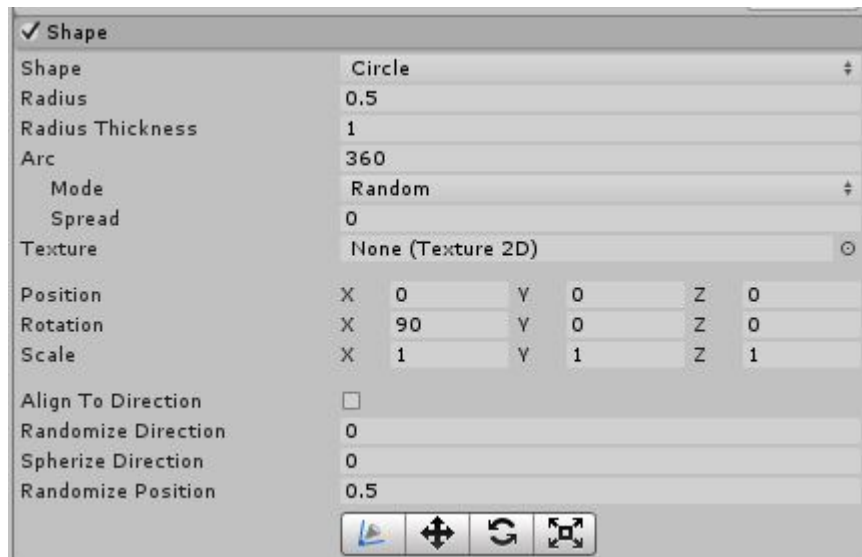 Shape
Shape Circle
Radius 0.5
Radius Thickness 1
Arc 360
Mode Random
Spread 0
Texture None (Texture 2D)
Position X 0 Y 0 Z 0
Rotation X 90 Y 0 Z 0
Scale X 1 Y 1 Z 1
Align To Direction
Randomize Direction 0
Spherize Direction 0
Randomize Position 0.5